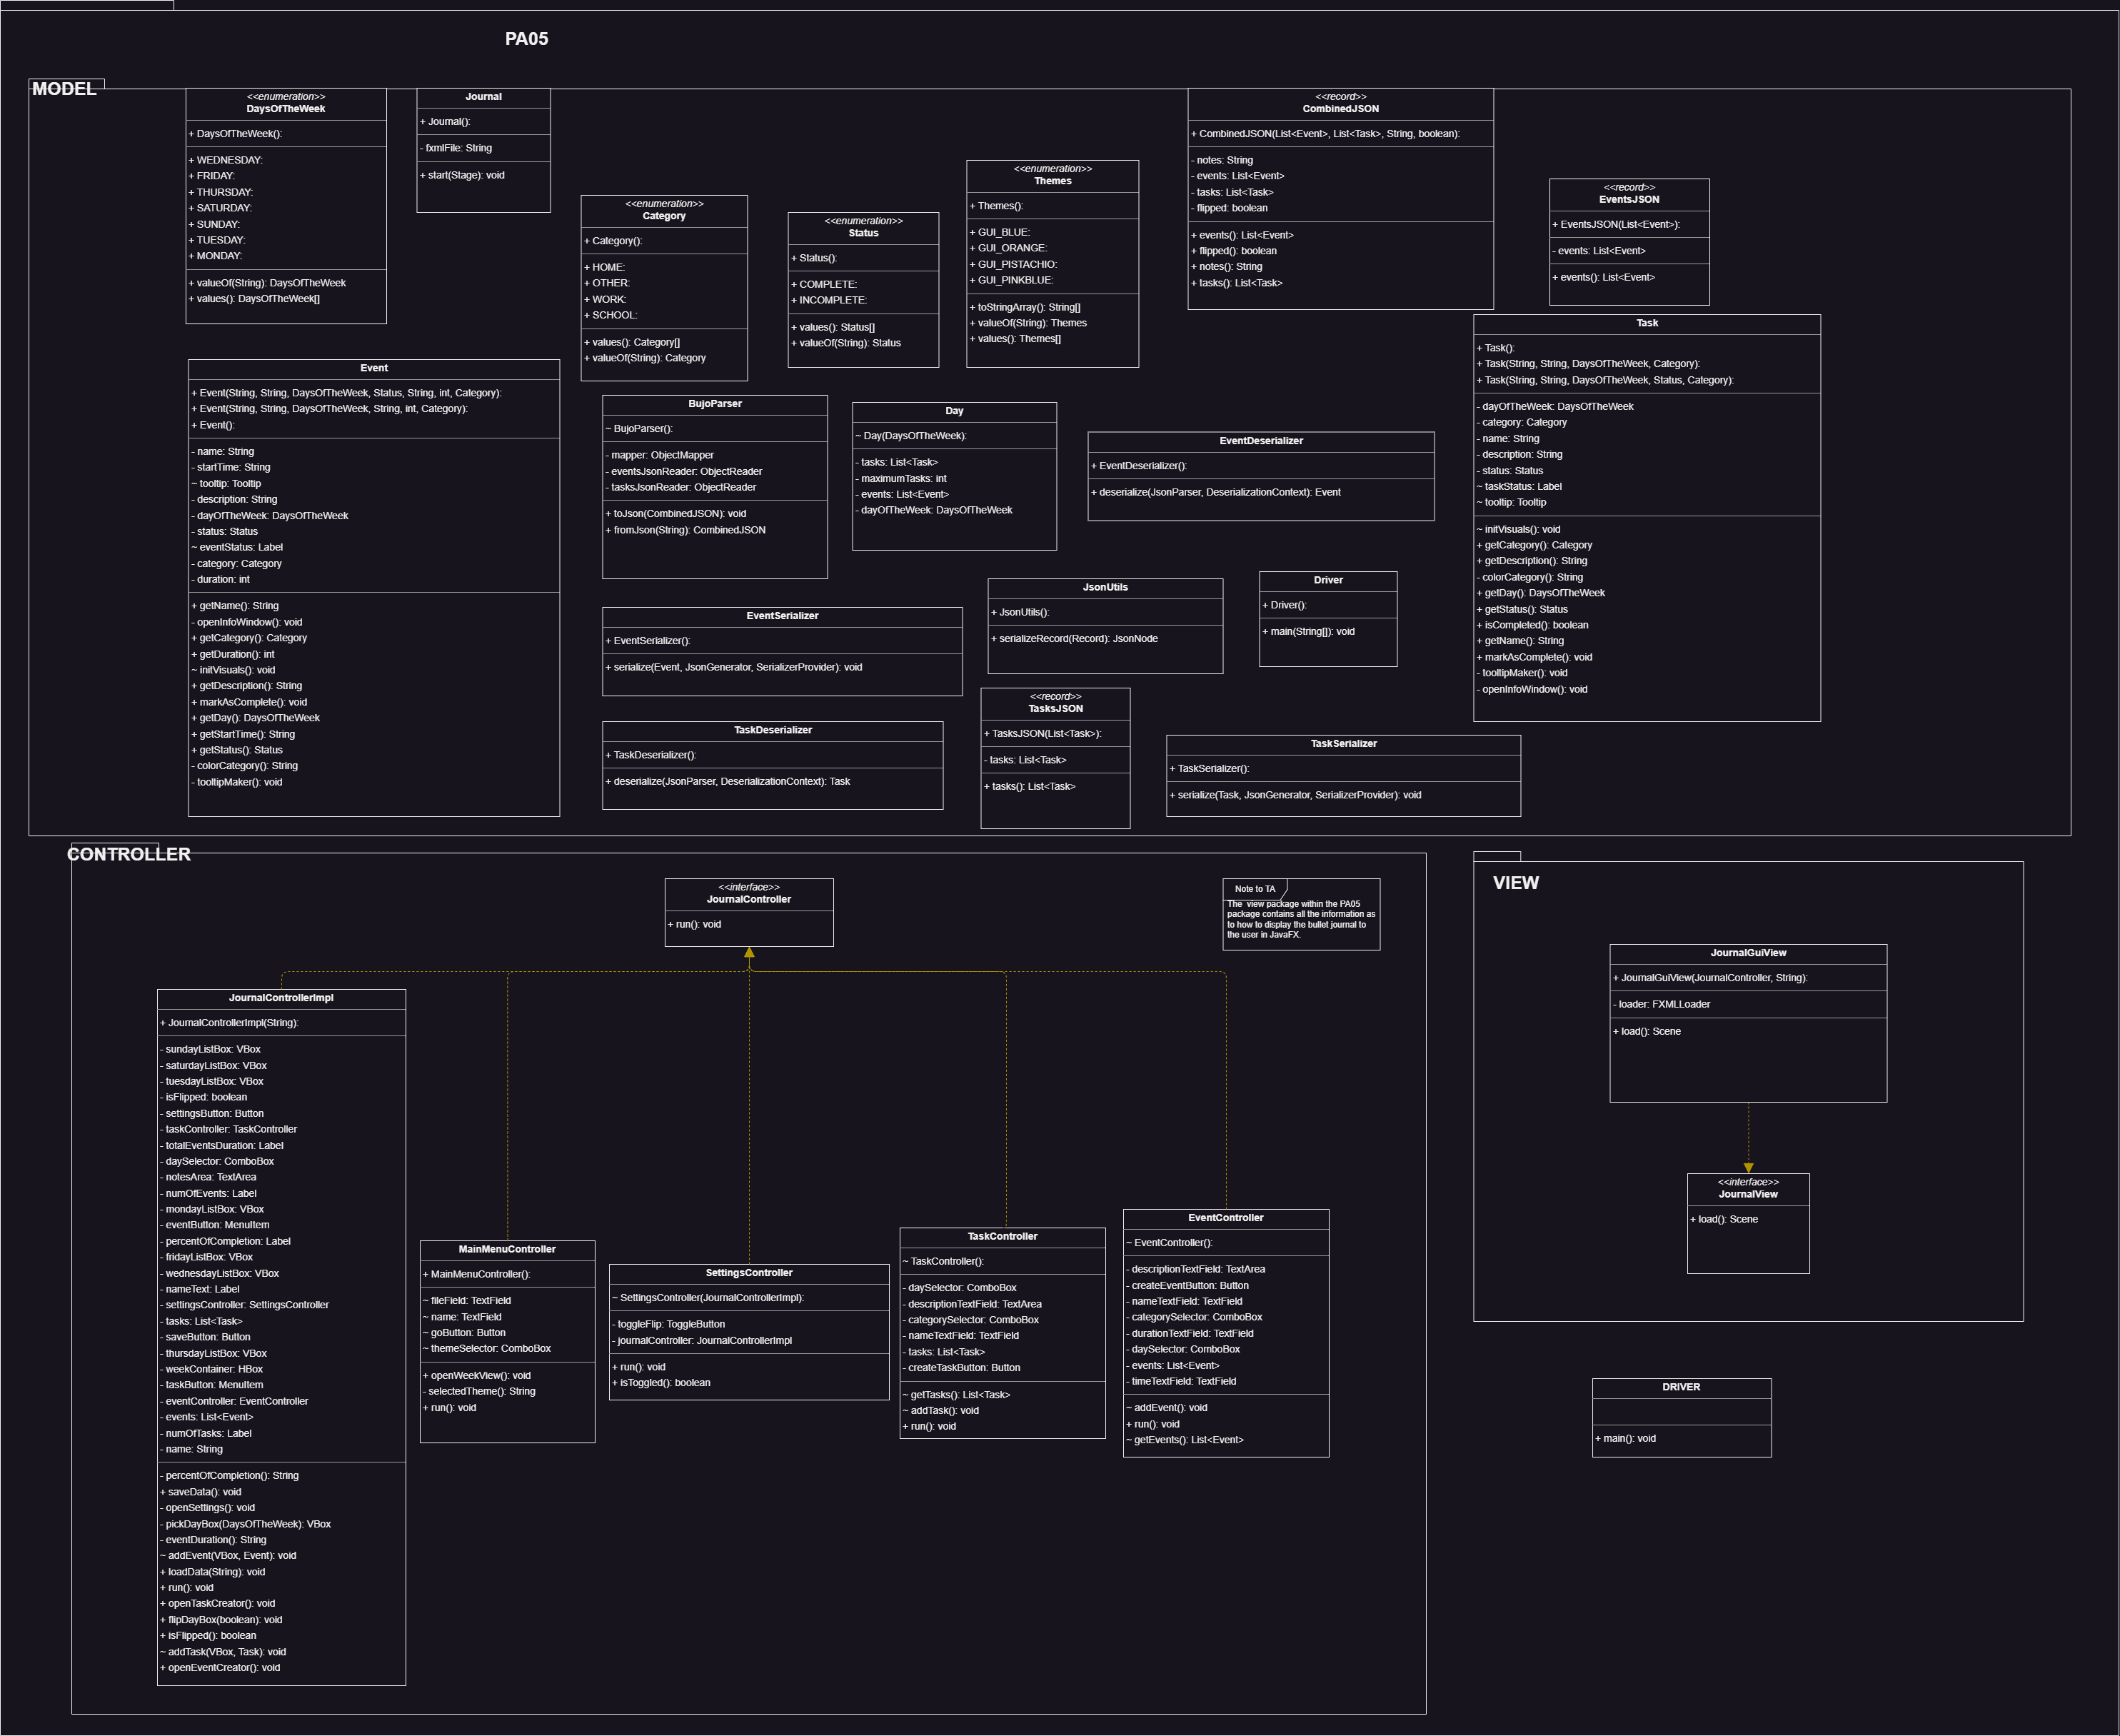 PA05
MODEL
<<enumeration>>
DaysOfTheWeek
+ DaysOfTheWeek():
+ WEDNESDAY:
+ FRIDAY:
+ THURSDAY:
+ SATURDAY:
+ SUNDAY:
+ TUESDAY:
+ MONDAY:
+ valueOf(String): DaysOfTheWeek
+ values(): DaysOfTheWeek[]
Journal
+ Journal():
- fxmlFile: String
+ start(Stage): void
<<enumeration>>
Category
+ Category():
+ HOME:
+ OTHER:
+ WORK:
+ SCHOOL:
+ values(): Category[]
+ valueOf(String): Category
<<enumeration>>
Status
+ Status():
+ COMPLETE:
+ INCOMPLETE:
+ values(): Status[]
+ valueOf(String): Status
<<enumeration>>
Themes
+ Themes():
+ GUI_BLUE:
+ GUI_ORANGE:
+ GUI_PISTACHIO:
+ GUI_PINKBLUE:
+ toStringArray(): String[]
+ valueOf(String): Themes
+ values(): Themes[]
<<record>>
CombinedJSON
+ CombinedJSON(List<Event>, List<Task>, String, boolean):
- notes: String
- events: List<Event>
- tasks: List<Task>
- flipped: boolean
+ events(): List<Event>
+ flipped(): boolean
+ notes(): String
+ tasks(): List<Task>
<<record>>
EventsJSON
+ EventsJSON(List<Event>):
- events: List<Event>
+ events(): List<Event>
Event
+ Event(String, String, DaysOfTheWeek, Status, String, int, Category):
+ Event(String, String, DaysOfTheWeek, String, int, Category):
+ Event():
- name: String
- startTime: String
~ tooltip: Tooltip
- description: String
- dayOfTheWeek: DaysOfTheWeek
- status: Status
~ eventStatus: Label
- category: Category
- duration: int
+ getName(): String
- openInfoWindow(): void
+ getCategory(): Category
+ getDuration(): int
~ initVisuals(): void
+ getDescription(): String
+ markAsComplete(): void
+ getDay(): DaysOfTheWeek
+ getStartTime(): String
+ getStatus(): Status
- colorCategory(): String
- tooltipMaker(): void
BujoParser
~ BujoParser():
- mapper: ObjectMapper
- eventsJsonReader: ObjectReader
- tasksJsonReader: ObjectReader
+ toJson(CombinedJSON): void
+ fromJson(String): CombinedJSON
Day
~ Day(DaysOfTheWeek):
- tasks: List<Task>
- maximumTasks: int
- events: List<Event>
- dayOfTheWeek: DaysOfTheWeek
EventDeserializer
+ EventDeserializer():
+ deserialize(JsonParser, DeserializationContext): Event
Task
+ Task():
+ Task(String, String, DaysOfTheWeek, Category):
+ Task(String, String, DaysOfTheWeek, Status, Category):
- dayOfTheWeek: DaysOfTheWeek
- category: Category
- name: String
- description: String
- status: Status
~ taskStatus: Label
~ tooltip: Tooltip
~ initVisuals(): void
+ getCategory(): Category
+ getDescription(): String
- colorCategory(): String
+ getDay(): DaysOfTheWeek
+ getStatus(): Status
+ isCompleted(): boolean
+ getName(): String
+ markAsComplete(): void
- tooltipMaker(): void
- openInfoWindow(): void
EventSerializer
+ EventSerializer():
+ serialize(Event, JsonGenerator, SerializerProvider): void
JsonUtils
+ JsonUtils():
+ serializeRecord(Record): JsonNode
Driver
+ Driver():
+ main(String[]): void
TaskDeserializer
+ TaskDeserializer():
+ deserialize(JsonParser, DeserializationContext): Task
<<record>>
TasksJSON
+ TasksJSON(List<Task>):
- tasks: List<Task>
+ tasks(): List<Task>
TaskSerializer
+ TaskSerializer():
+ serialize(Task, JsonGenerator, SerializerProvider): void
CONTROLLER
<<interface>>
JournalController
+ run(): void
Note to TA
The view package within the PA05
package contains all the information as
to how to display the bullet journal to
the user in JavaFX.
JournalControllerImpl
+ JournalControllerImpl(String):
- sundayListBox: VBox
- saturdayListBox: VBox
- tuesdayListBox: VBox
- isFlipped: boolean
- settingsButton: Button
- taskController: TaskController
- totalEventsDuration: Label
- daySelector: ComboBox
- notesArea: TextArea
- numOfEvents: Label
- mondayListBox: VBox
- eventButton: MenuItem
- percentOfCompletion: Label
- fridayListBox: VBox
- wednesdayListBox: VBox
- nameText: Label
- settingsController: SettingsController
- tasks: List<Task>
- saveButton: Button
- thursdayListBox: VBox
- weekContainer: HBox
- taskButton: MenuItem
- eventController: EventController
- events: List<Event>
- numOfTasks: Label
- name: String
- percentOfCompletion(): String
+ saveData(): void
- openSettings(): void
- pickDayBox(DaysOfTheWeek): VBox
- eventDuration(): String
~ addEvent(VBox, Event): void
+ loadData(String): void
+ run(): void
+ openTaskCreator(): void
+ flipDayBox(boolean): void
+ isFlipped(): boolean
~ addTask(VBox, Task): void
+ openEventCreator(): void
MainMenuController
+ MainMenuController():
~ fileField: TextField
~ name: TextField
~ goButton: Button
~ themeSelector: ComboBox
+ openWeekView(): void
- selectedTheme(): String
+ run(): void
SettingsController
~ SettingsController(JournalControllerImpl):
- toggleFlip: ToggleButton
- journalController: JournalControllerImpl
+ run(): void
+ isToggled(): boolean
TaskController
~ TaskController():
- daySelector: ComboBox
- descriptionTextField: TextArea
- categorySelector: ComboBox
- nameTextField: TextField
- tasks: List<Task>
- createTaskButton: Button
~ getTasks(): List<Task>
~ addTask(): void
+ run(): void
EventController
~ EventController():
- descriptionTextField: TextArea
- createEventButton: Button
- nameTextField: TextField
- categorySelector: ComboBox
- durationTextField: TextField
- daySelector: ComboBox
- events: List<Event>
- timeTextField: TextField
~ addEvent(): void
+ run(): void
~ getEvents(): List<Event>
VIEW
JournalGuiView
+ JournalGuiView(JournalController, String):
- loader: FXMLLoader
+ load(): Scene
<<interface>>
JournalView
+ load(): Scene
DRIVER
+ main(): void